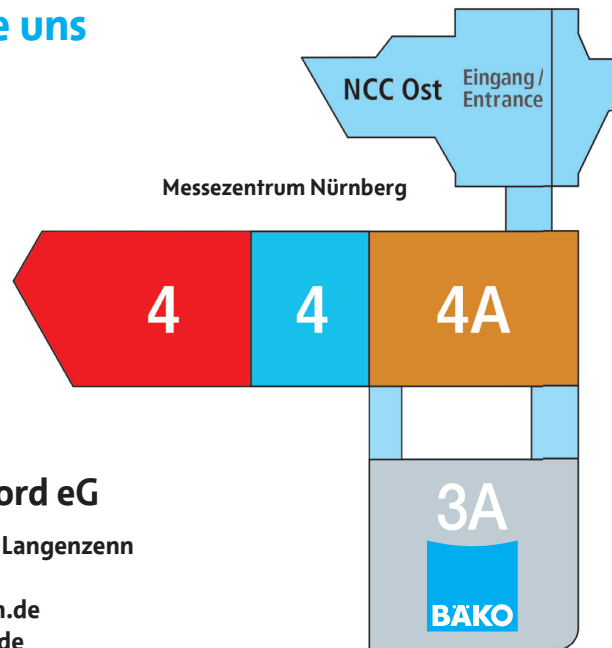 e uns
NCC Ost
Eingang /
Entrance
Messezentrum Nürnberg
4
4
4A
3A
BÄKO
ord eG
Langenzenn
n.de
de